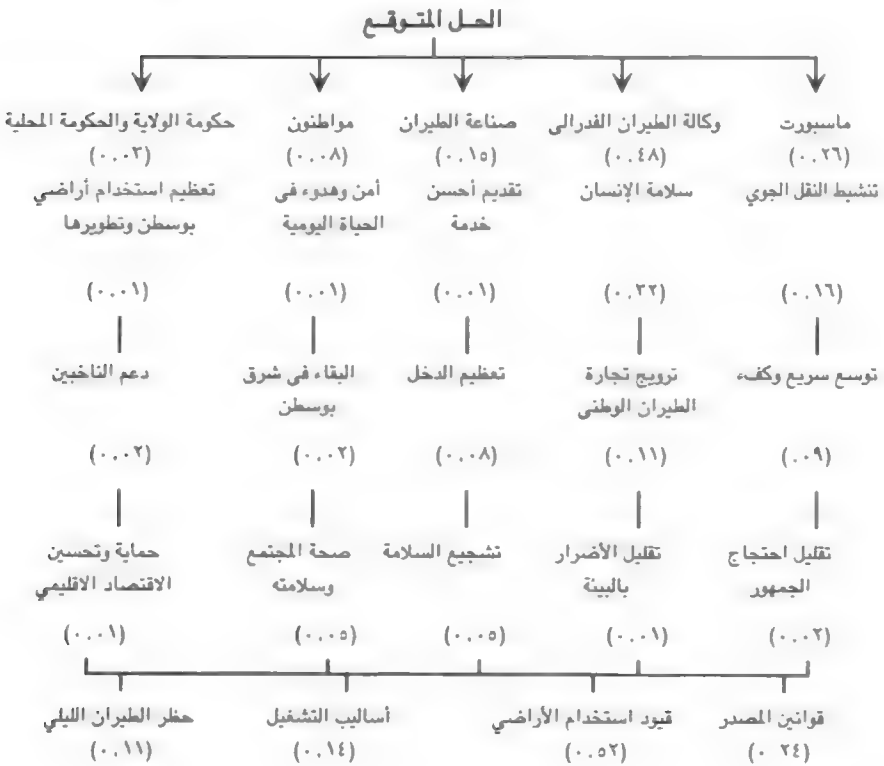 الحل المتوقع
ماسبورت وكالة الطيران الفدرالى صناعة الطيران مواطنون حكومة الولاية والحكومة المحلية
(٠.٢٦) (٠.٤٨) (٠.١٥) (٠.٠٨) (٠.٠٣)
تنشيط النقل الجوي سلامة الإنسان تقديم أحسن أمن وهدوء فى تعظيم استخدام أراضي
خدمة الحياة اليومية بوسطن وتطويرها
(٠.١٦) (٠.٣٢) (٠.٠١) (٠.٠١) (٠.٠١)
توسع سريع وكفء ترويج تجارة تعظيم الدخل البقاء فى شرق دعم الناخبين
الطيران الوطنى بوسطن
(٠.٠٩) (٠.١١) (٠.٠٨) (٠.٠٢) (٠.٠٢)
تقليل احتجاج تقليل الأضرار تشجيع السلامة صحة المجتمع حماية وتحسين
الجمهور بالبيئة وسلامته الاقتصاد الاقليمي
(٠.٠٢) (٠.٠١) (٠.٠٥) (٠.٠٥) (٠.٠١)
قوانين المصدر قيود استخدام الأراضي أساليب التشغيل حظر الطيران الليلي
(٠ ٢٤) (٠.٥٢) (٠.١٤) (٠.١١)